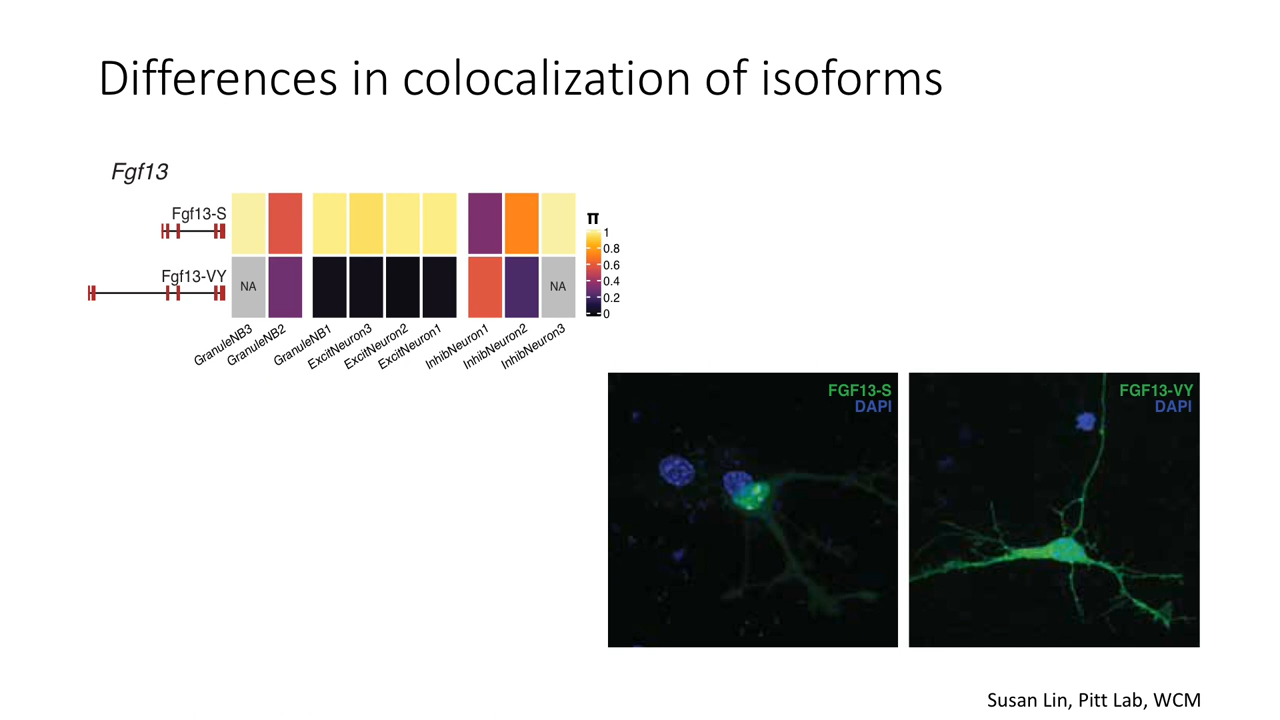 Differences in colocalization of isoforms
Fgf13
Fgf13-S
Fgf13-VY
NA
NA
π
1
0.8
0.6
0.4
0.2
0
GranuleNB3
GranuleNB2
GranuleNB1
ExcitNeuron3
ExcitNeuron2
ExcitNeuron1
InhibNeuron1
InhibNeuron2
InhibNeuron3
FGF13-S
DAPI
FGF13-VY
DAPI
Susan Lin, Pitt Lab, WCM